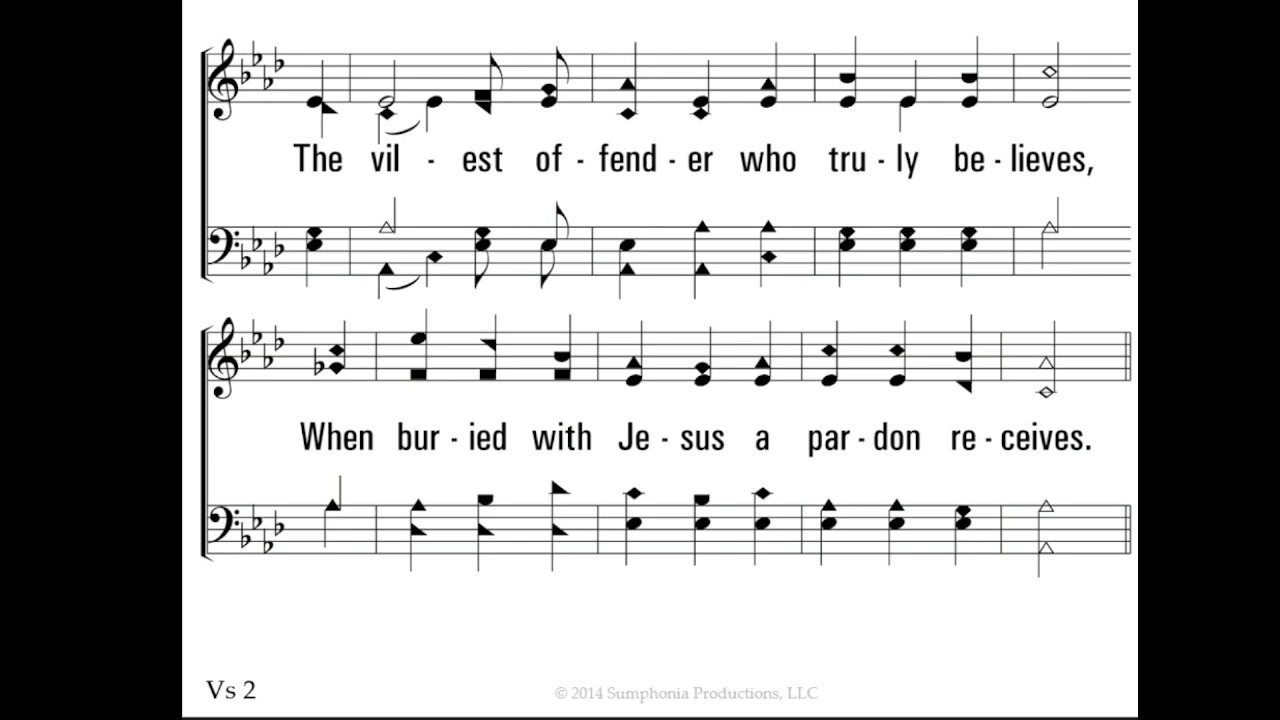 The vil - est of - fend - er who tru - ly be - lieves,
When bur - ied with Je - sus a par - don re - ceives.
Vs 2
© 2014 Sumphonia Productions, LLC